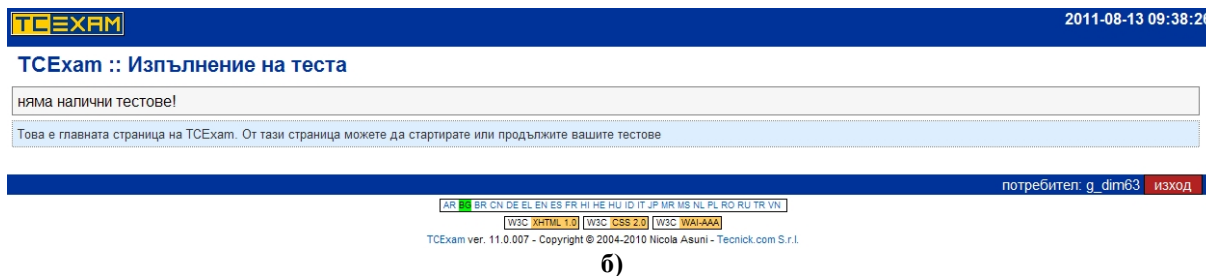 TCEXAM
2011-08-13 09:38:26
TCExam :: Изпълнение на теста
няма налични тестове!
Това е главната страница на TCExam. От тази страница можете да стартирате или продължите вашите тестове
потребител: g_dim63 изход
AR BG BR CN DE EL EN ES FR HI HE HU ID IT JP MR MS NL PL RO RU TR VN
W3C XHTML 1.0 W3C CSS 2.0 W3C WAI-AAA
TCExam ver. 11.0.007 - Copyright © 2004-2010 Nicola Asuni - Tecnick.com S.r.l.
б)